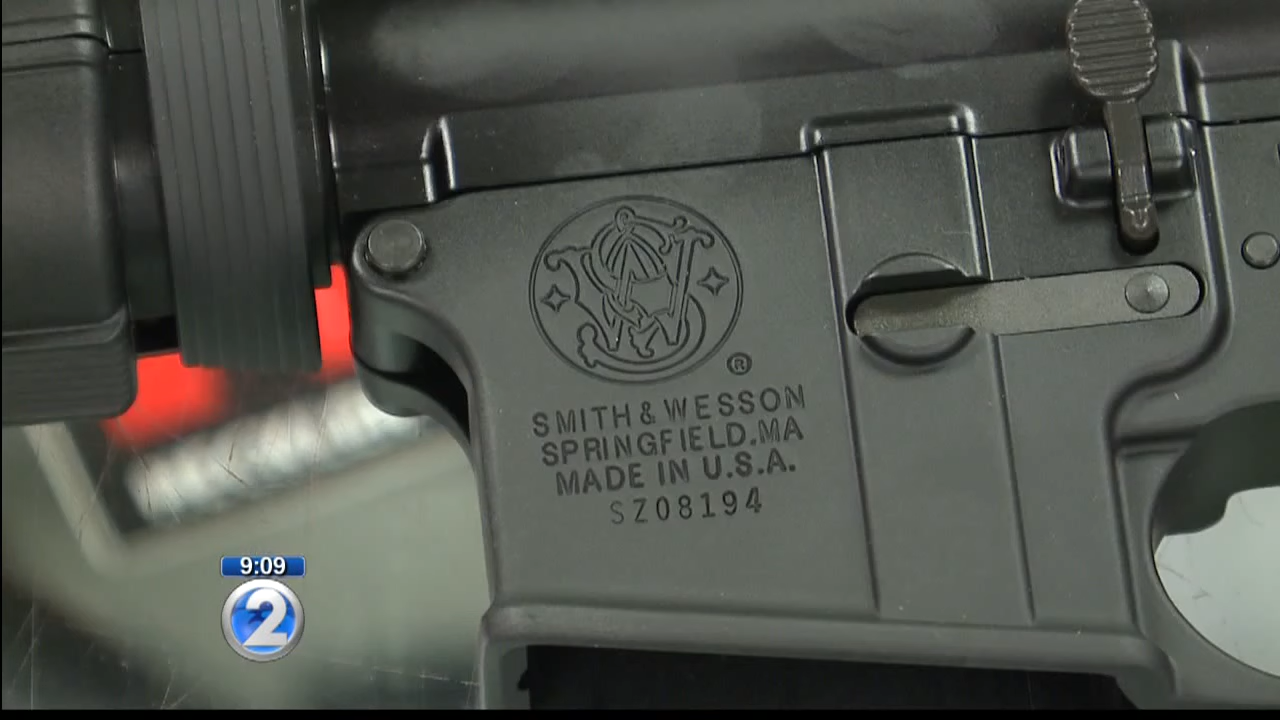 SMITH & WESSON
SPRINGFIELD.MA
MADE IN U.S.A.
SZ08194
®
9:09
2